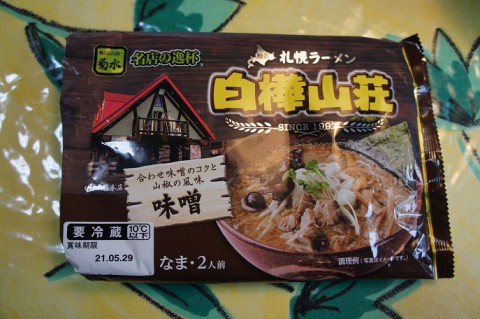 菊水
名店の逸杯
札幌ラーメン
白樺山荘
SINCE 1997
合わせ味噌のコクと
山椒の風味
味噌
要冷蔵 10℃以下
賞味期限
21.05.29
なま・2人前
調理例